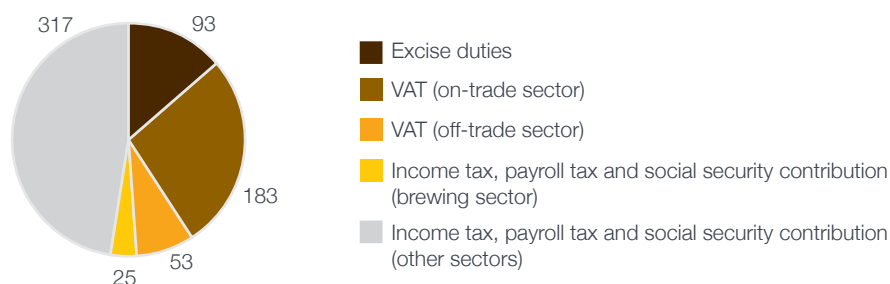 317
93
183
53
25
Excise duties
VAT (on-trade sector)
VAT (off-trade sector)
Income tax, payroll tax and social security contribution
(brewing sector)
Income tax, payroll tax and social security contribution
(other sectors)